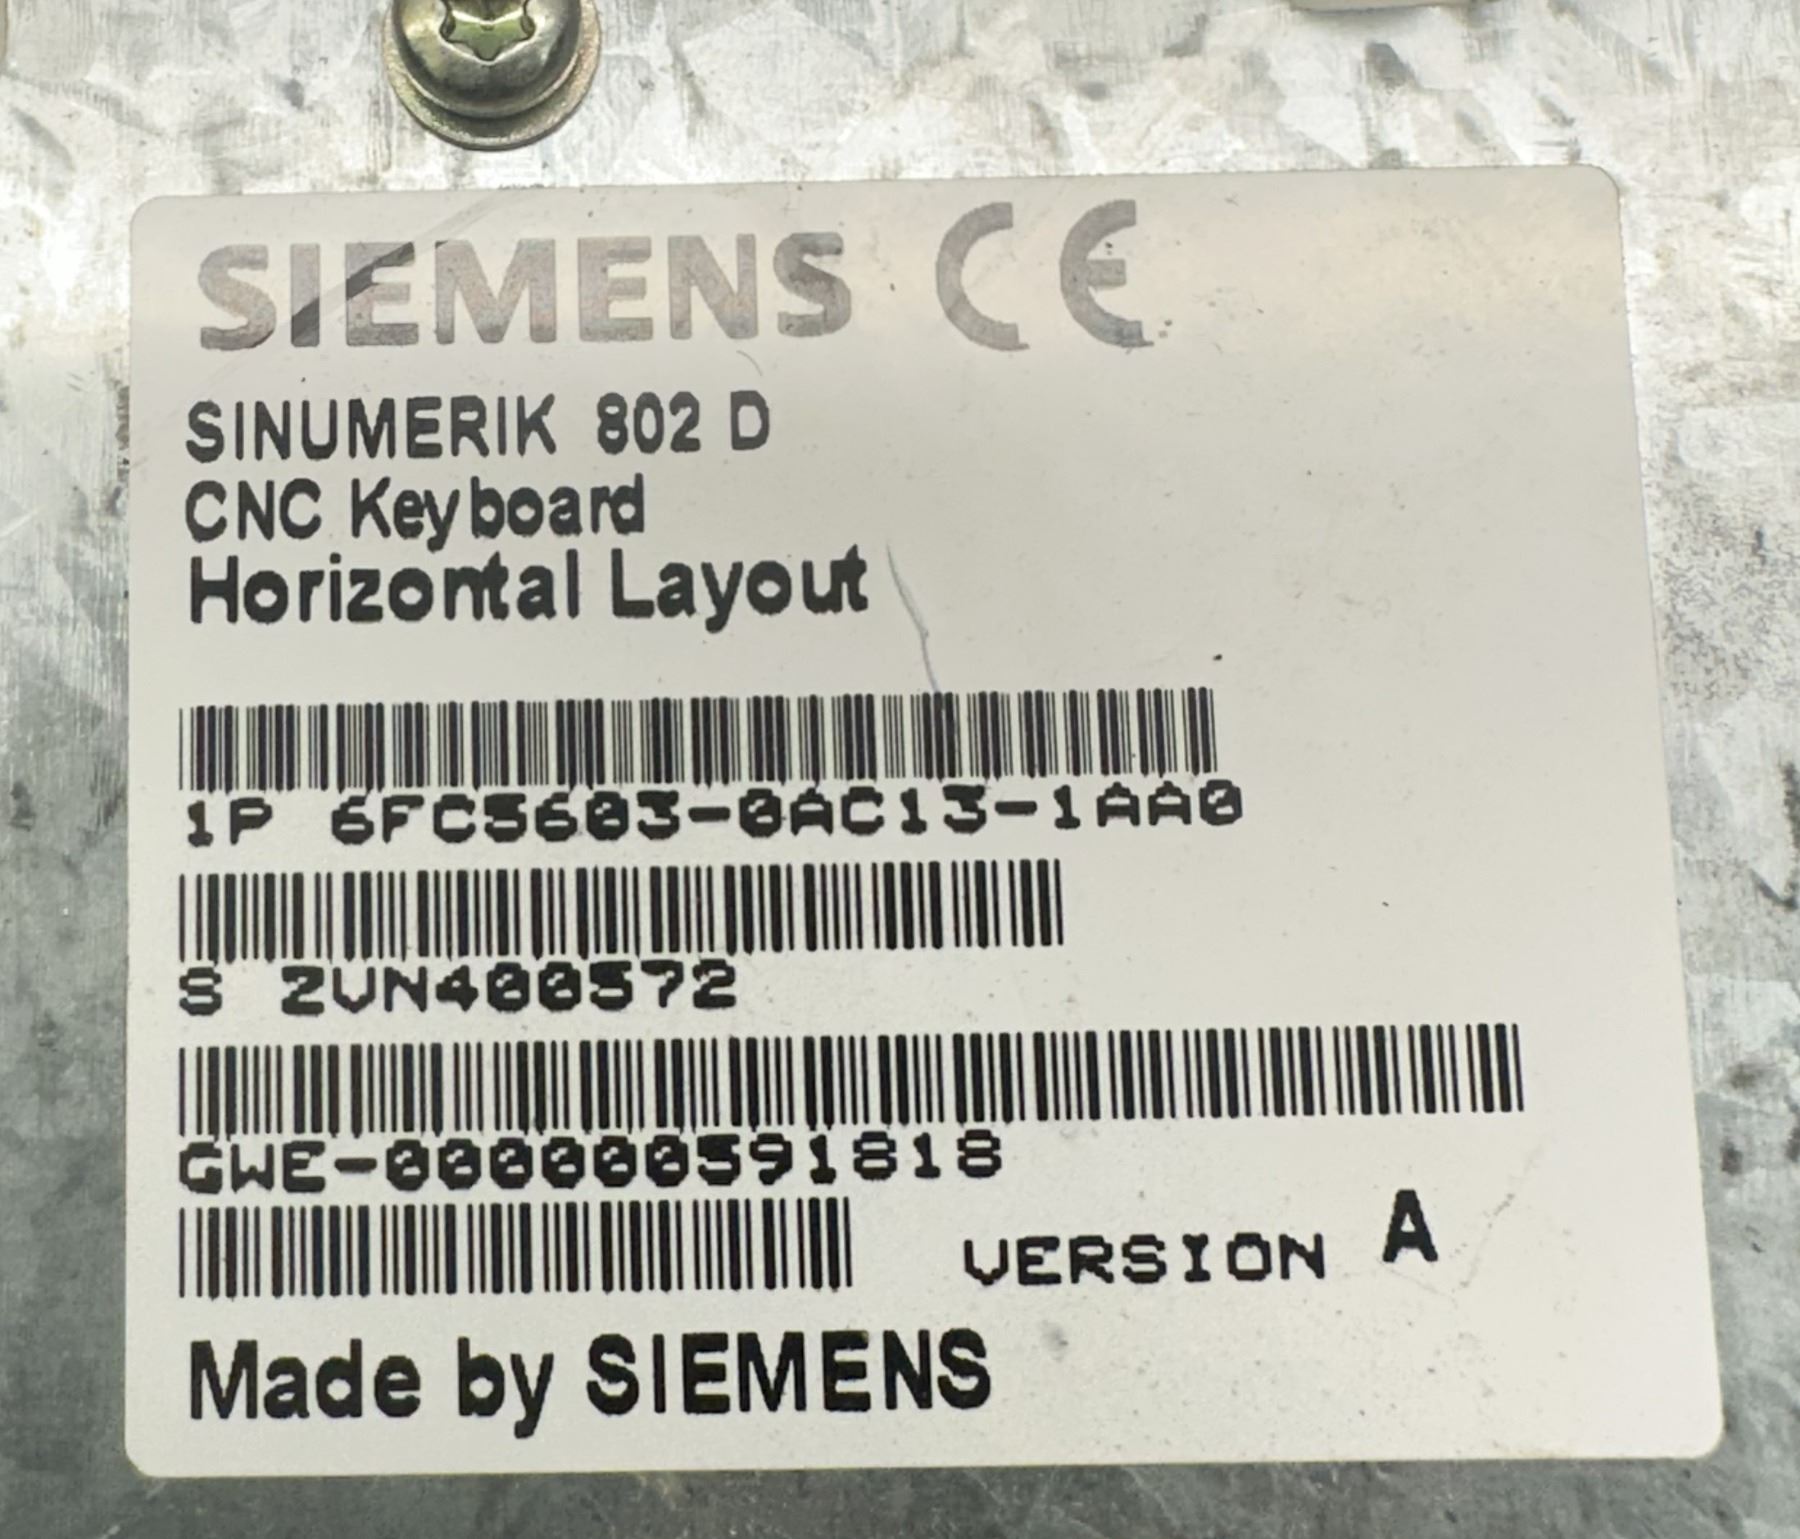 SIEMENS CE
SINUMERIK 802 D
CNC Keyboard
Horizontal Layout
1P 6FC5603-0AC13-1AA0
S ZVN400572
GWE-000000591818
VERSION A
Made by SIEMENS